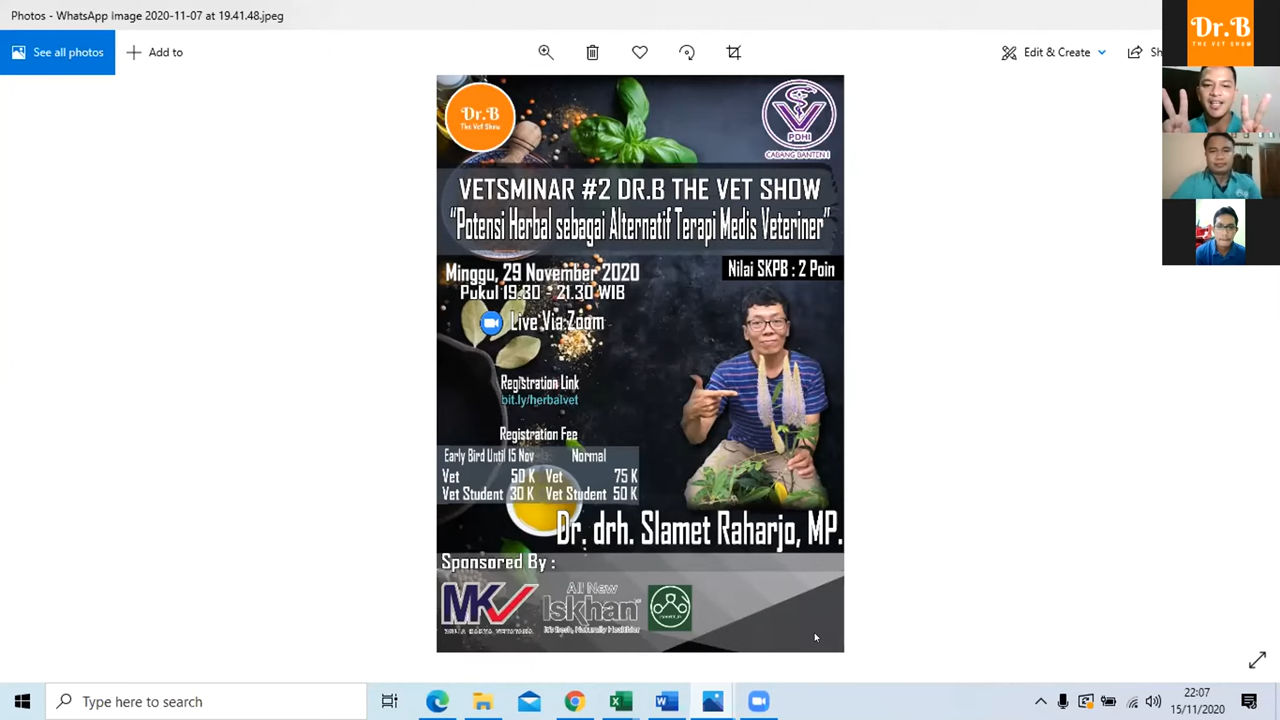 Photos - WhatsApp Image 2020-11-07 at 19.41.48.jpeg
See all photos
Add to
Edit & Create
Dr.B
THE VET SHOW
Dr.B
The Vet Show
PDHI
CABANG BANTEN I
VETSMINAR #2 DR.B THE VET SHOW
“Potensi Herbal sebagai Alternatif Terapi Medis Veteriner”
Minggu, 29 November 2020
Pukul 19.30 - 21.30 WIB
Nilai SKPB : 2 Poin
Live Via Zoom
Registration Link
bit.ly/herbalvet
Registration Fee
Early Bird Until 15 Nov Normal
Vet 50 K Vet 75 K
Vet Student 30 K Vet Student 50 K
Dr. drh. Slamet Raharjo, MP.
Sponsored By :
MKV
All New
Iskhan
It's Fresh, Naturally Healthier
Type here to search
22:07
15/11/2020